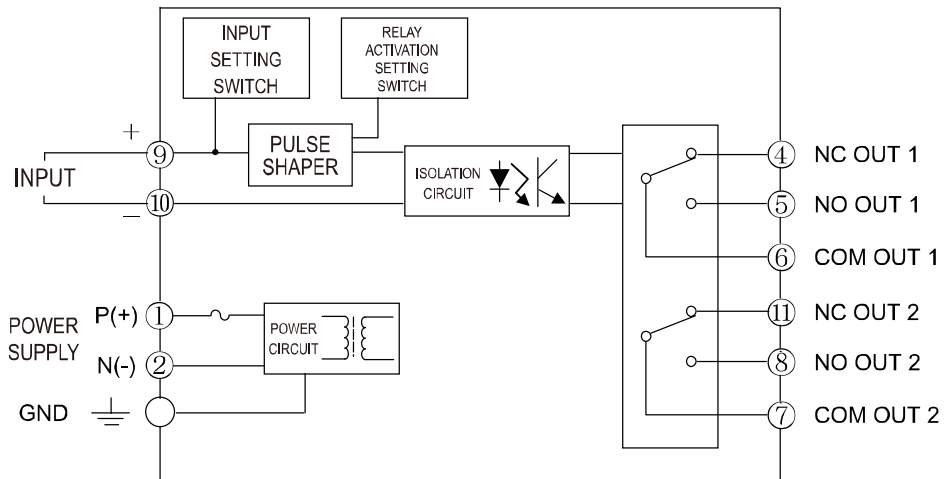 INPUT
SETTING
SWITCH
RELAY
ACTIVATION
SETTING
SWITCH
+
9
PULSE
SHAPER
INPUT
10
−
ISOLATION
CIRCUIT
4 NC OUT 1
5 NO OUT 1
6 COM OUT 1
POWER
SUPPLY
P(+) 1
N(-) 2
GND
POWER
CIRCUIT
11 NC OUT 2
8 NO OUT 2
7 COM OUT 2